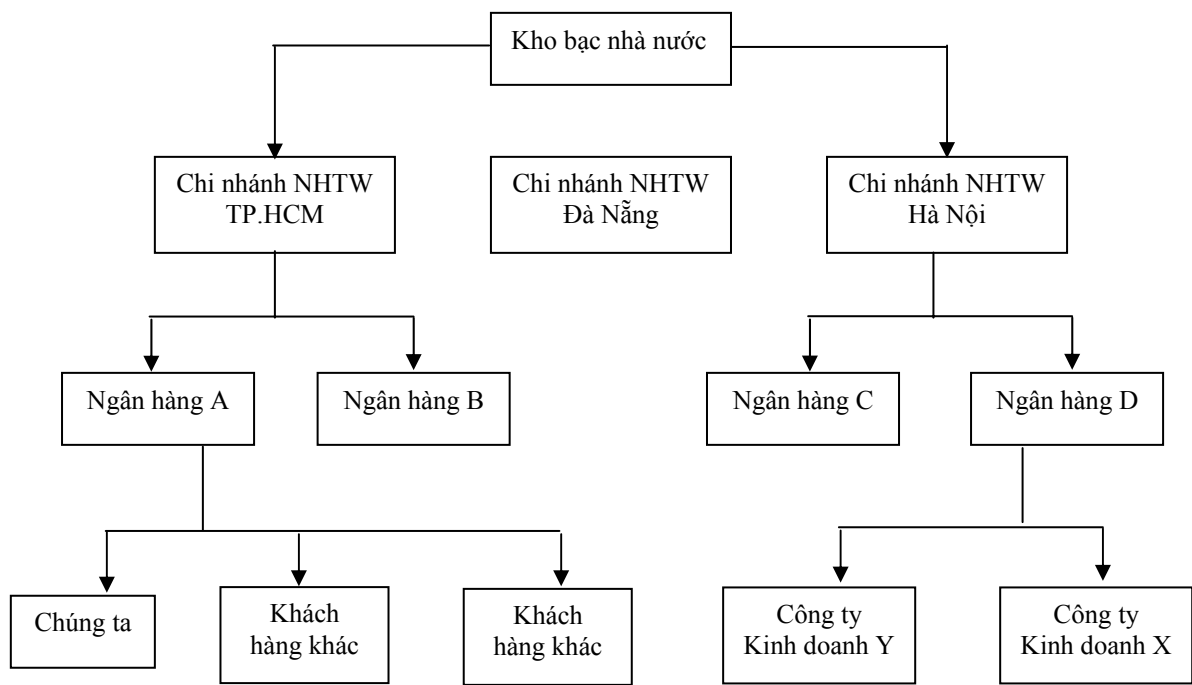 Kho bạc nhà nước
Chi nhánh NHTW
TP.HCM
Chi nhánh NHTW
Đà Nẵng
Chi nhánh NHTW
Hà Nội
Ngân hàng A
Ngân hàng B
Ngân hàng C
Ngân hàng D
Chúng ta
Khách
hàng khác
Khách
hàng khác
Công ty
Kinh doanh Y
Công ty
Kinh doanh X